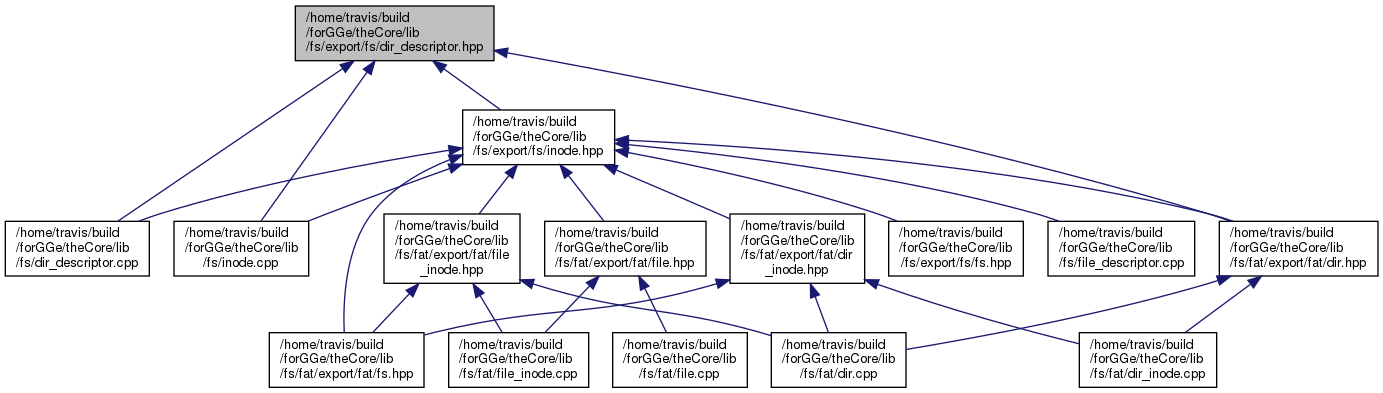 /home/travis/build
/forGGe/theCore/lib
/fs/export/fs/dir_descriptor.hpp
/home/travis/build
/forGGe/theCore/lib
/fs/export/fs/inode.hpp
/home/travis/build
/forGGe/theCore/lib
/fs/dir_descriptor.cpp
/home/travis/build
/forGGe/theCore/lib
/fs/inode.cpp
/home/travis/build
/forGGe/theCore/lib
/fs/fat/export/fat/file
_inode.hpp
/home/travis/build
/forGGe/theCore/lib
/fs/fat/export/fat/file.hpp
/home/travis/build
/forGGe/theCore/lib
/fs/fat/export/fat/dir
_inode.hpp
/home/travis/build
/forGGe/theCore/lib
/fs/export/fs/fs.hpp
/home/travis/build
/forGGe/theCore/lib
/fs/file_descriptor.cpp
/home/travis/build
/forGGe/theCore/lib
/fs/fat/export/fat/dir.hpp
/home/travis/build
/forGGe/theCore/lib
/fs/fat/export/fat/fs.hpp
/home/travis/build
/forGGe/theCore/lib
/fs/fat/file_inode.cpp
/home/travis/build
/forGGe/theCore/lib
/fs/fat/file.cpp
/home/travis/build
/forGGe/theCore/lib
/fs/fat/dir.cpp
/home/travis/build
/forGGe/theCore/lib
/fs/fat/dir_inode.cpp